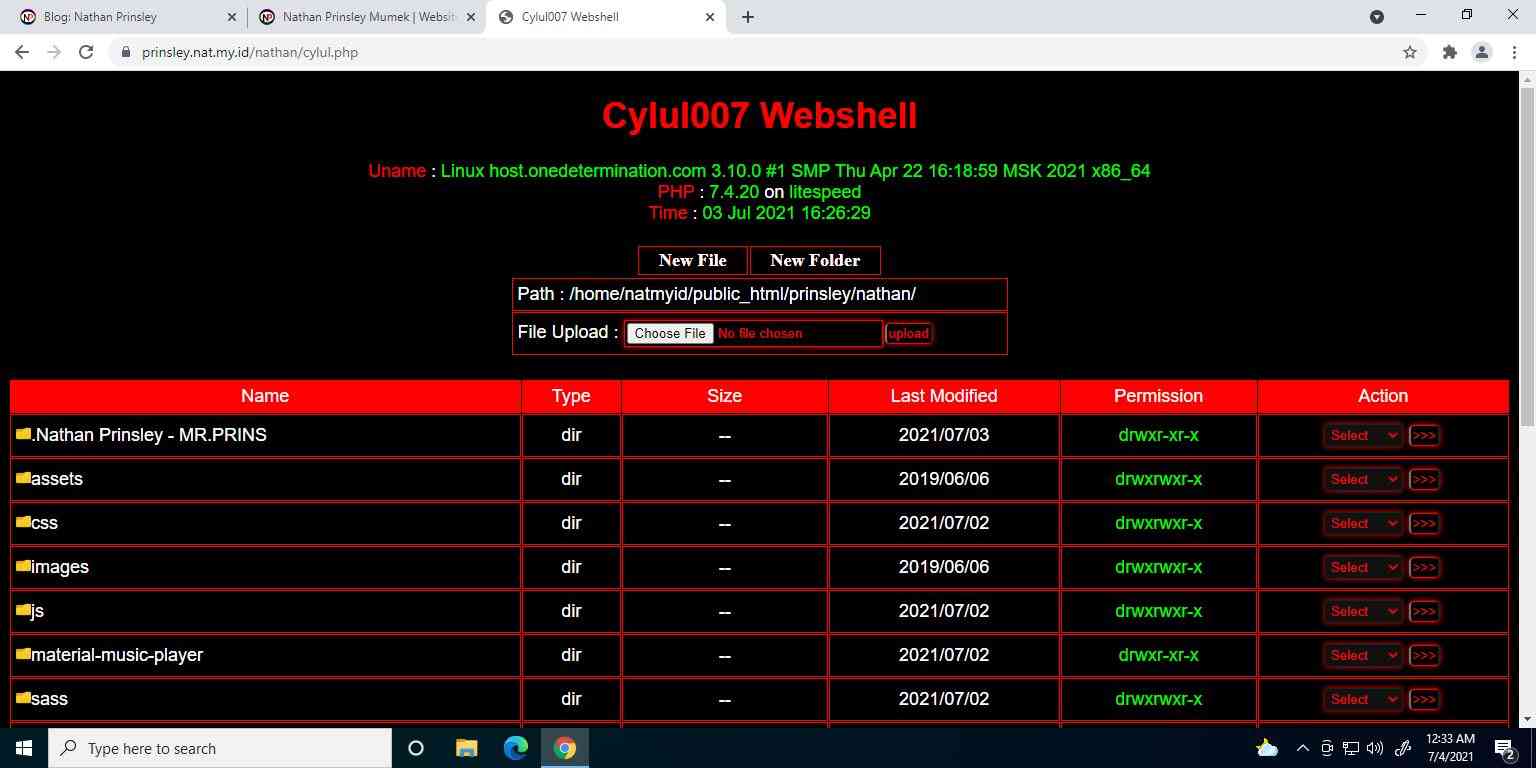 Blog: Nathan Prinsley
Nathan Prinsley Mumek | Websit
Cylul007 Webshell
prinsley.nat.my.id/nathan/cylul.php
Cylul007 Webshell
Uname : Linux host.onedetermination.com 3.10.0 #1 SMP Thu Apr 22 16:18:59 MSK 2021 x86_64
PHP : 7.4.20 on litespeed
Time : 03 Jul 2021 16:26:29
New File New Folder
Path : /home/natmyid/public_html/prinsley/nathan/
File Upload : Choose File No file chosen upload
Name Type Size Last Modified Permission Action
.Nathan Prinsley - MR.PRINS dir -- 2021/07/03 drwxr-xr-x Select >>>
assets dir -- 2019/06/06 drwxrwxr-x Select >>>
css dir -- 2021/07/02 drwxrwxr-x Select >>>
images dir -- 2019/06/06 drwxrwxr-x Select >>>
js dir -- 2021/07/02 drwxrwxr-x Select >>>
material-music-player dir -- 2021/07/02 drwxr-xr-x Select >>>
sass dir -- 2021/07/02 drwxrwxr-x Select >>>
Type here to search
12:33 AM
7/4/2021
2